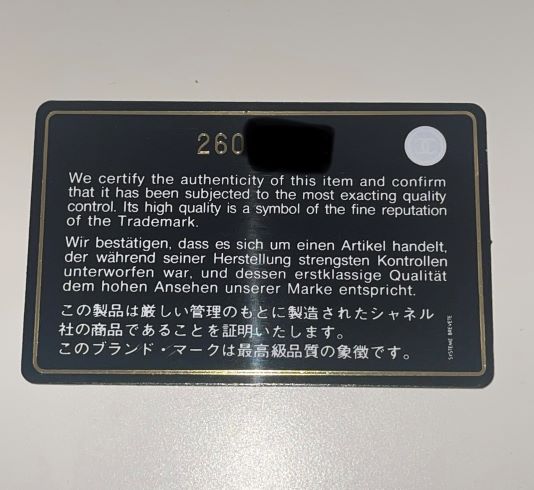 260
We certify the authenticity of this item and confirm
that it has been subjected to the most exacting quality
control. Its high quality is a symbol of the fine reputation
of the Trademark.
Wir bestätigen, dass es sich um einen Artikel handelt,
der während seiner Herstellung strengsten Kontrollen
unterworfen war, und dessen erstklassige Qualität
dem hohen Ansehen unserer Marke entspricht.
この製品は厳しい管理のもとに製造されたシャネル
社の商品であることを証明いたします。
このブランド・マークは最高級品質の象徴です。
SYSTEME BREVETE